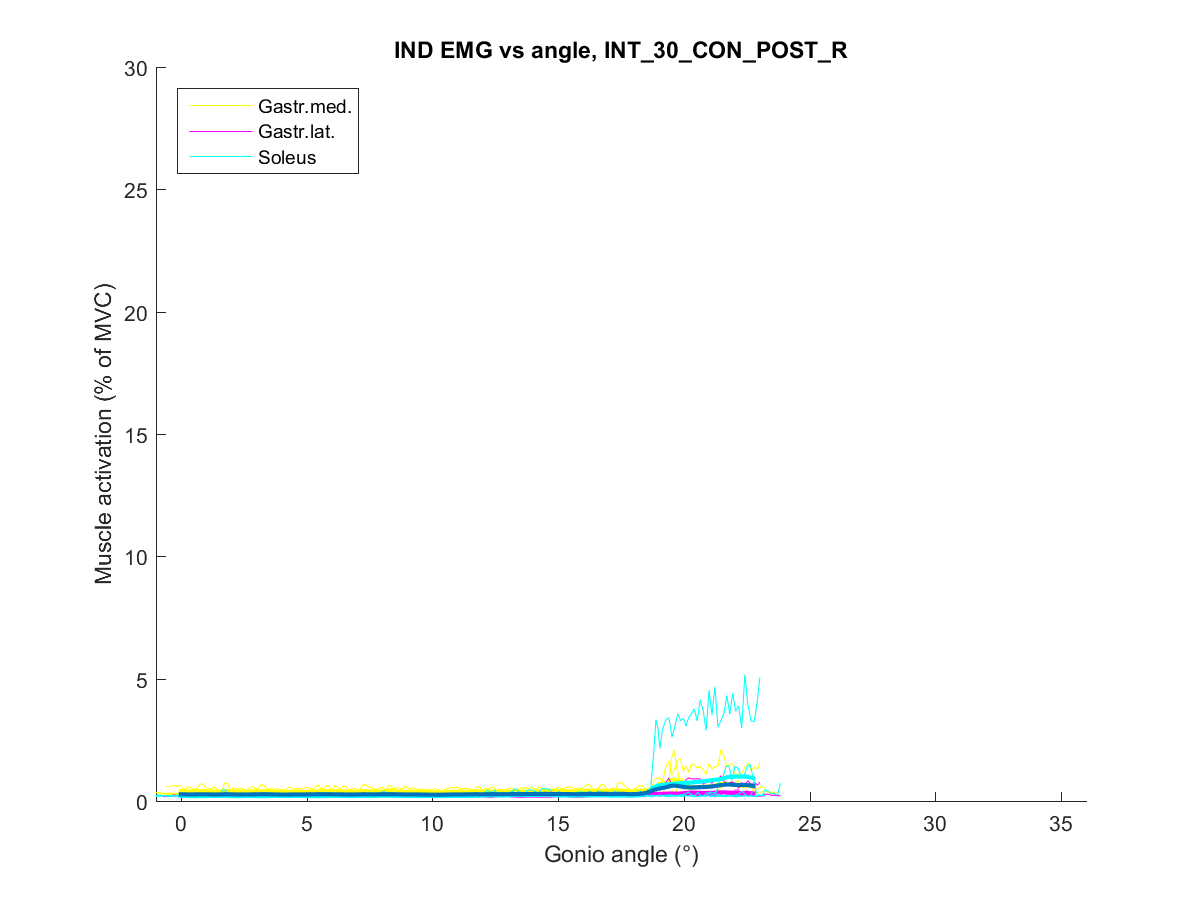 IND EMG vs angle, INT_30_CON_POST_R
30
25
20
15
10
5
0
Muscle activation (% of MVC)
Gastr.med.
Gastr.lat.
Soleus
0 5 10 15 20 25 30 35
Gonio angle (°)